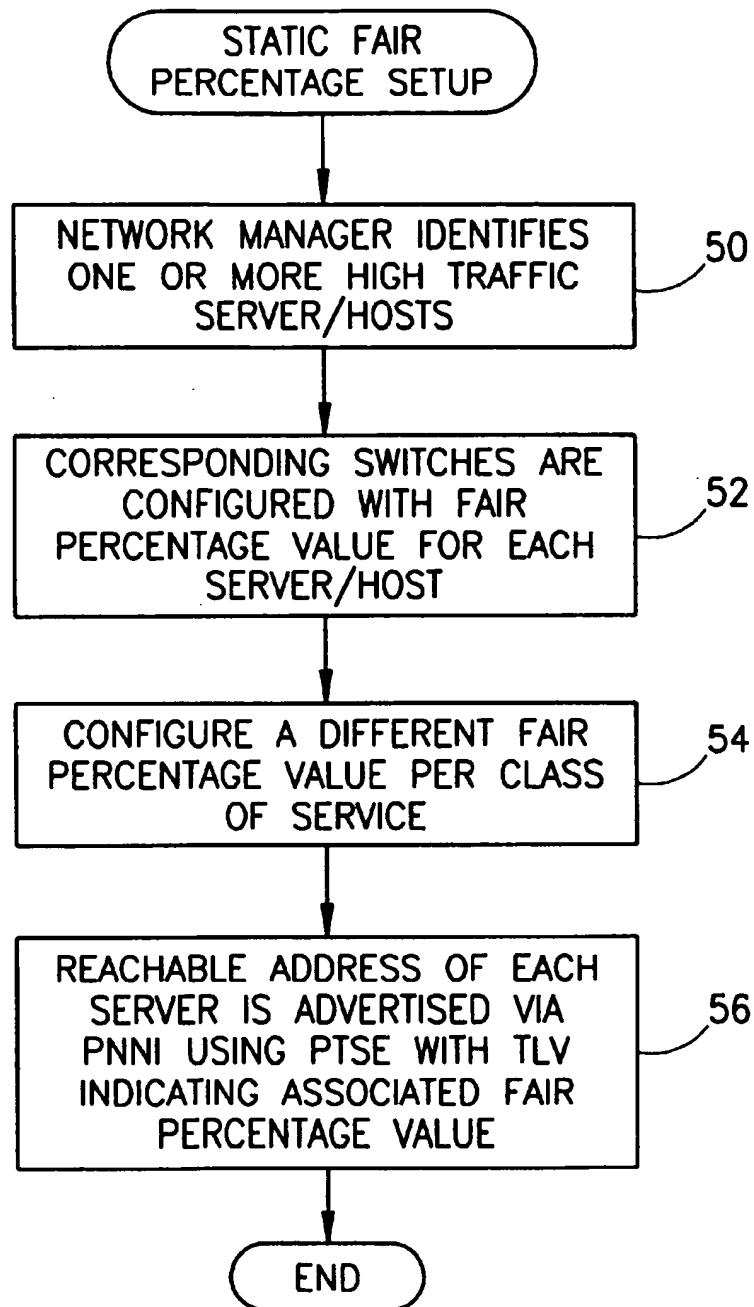 STATIC FAIR
PERCENTAGE SETUP
NETWORK MANAGER IDENTIFIES
ONE OR MORE HIGH TRAFFIC
SERVER/HOSTS
50
CORRESPONDING SWITCHES ARE
CONFIGURED WITH FAIR
PERCENTAGE VALUE FOR EACH
SERVER/HOST
52
CONFIGURE A DIFFERENT FAIR
PERCENTAGE VALUE PER CLASS
OF SERVICE
54
REACHABLE ADDRESS OF EACH
SERVER IS ADVERTISED VIA
PNNI USING PTSE WITH TLV
INDICATING ASSOCIATED FAIR
PERCENTAGE VALUE
56
END